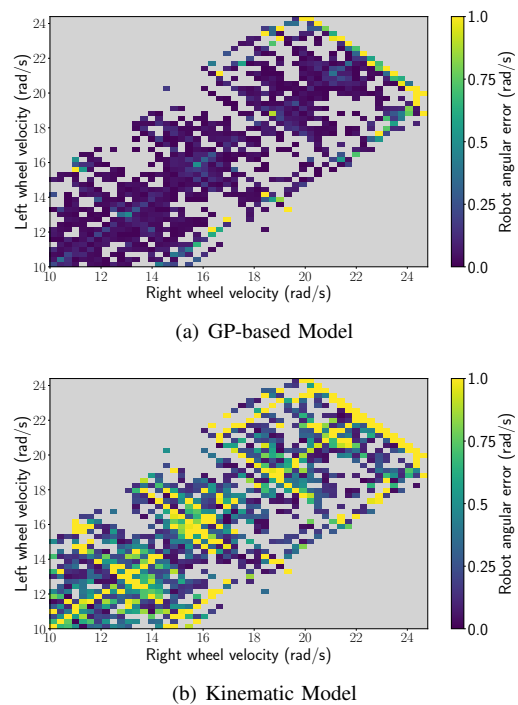 24
22
20
18
16
14
12
10
Left wheel velocity (rad/s)
10 12 14 16 18 20 22 24
Right wheel velocity (rad/s)
1.0
0.75
0.50
0.25
0.0
Robot angular error (rad/s)
(a) GP-based Model
24
22
20
18
16
14
12
10
Left wheel velocity (rad/s)
10 12 14 16 18 20 22 24
Right wheel velocity (rad/s)
1.0
0.75
0.50
0.25
0.0
Robot angular error (rad/s)
(b) Kinematic Model